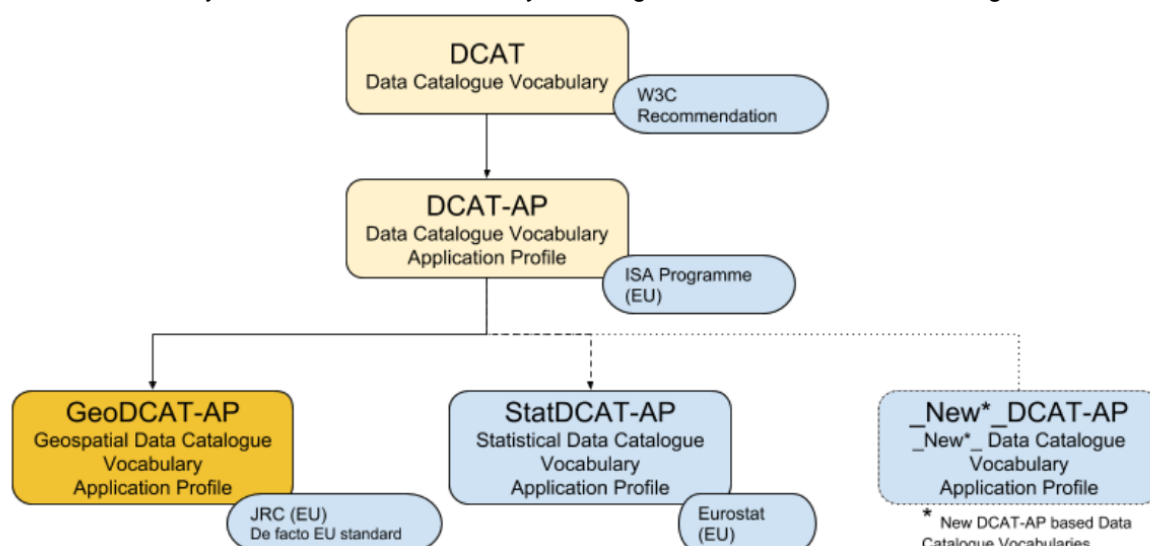 DCAT
Data Catalogue Vocabulary
W3C
Recommendation
DCAT-AP
Data Catalogue Vocabulary
Application Profile
ISA Programme
(EU)
GeoDCAT-AP
Geospatial Data Catalogue
Vocabulary
Application Profile
JRC (EU)
De facto EU standard
StatDCAT-AP
Statistical Data Catalogue
Vocabulary
Application Profile
Eurostat
(EU)
_New*_DCAT-AP
_New*_ Data Catalogue
Vocabulary
Application Profile
* New DCAT-AP based Data
Catalogue Vocabularies